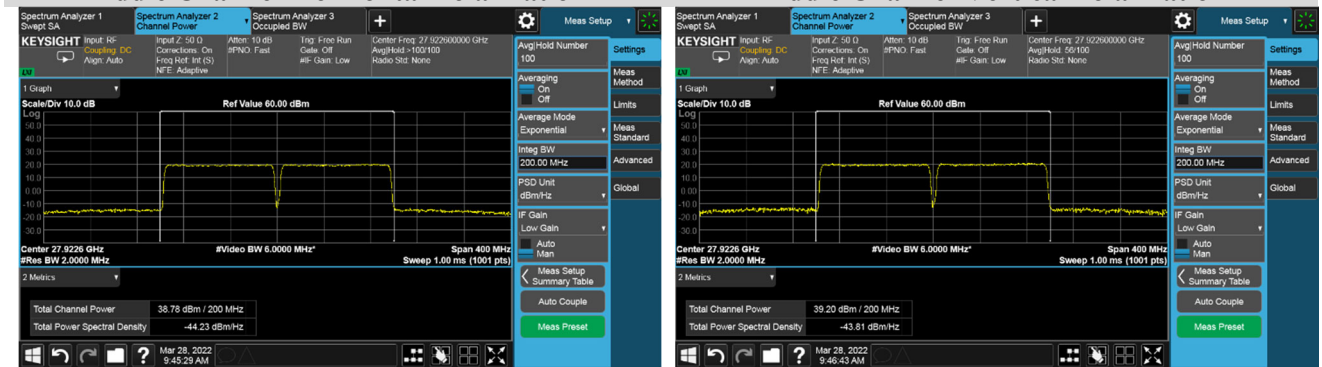 Spectrum Analyzer 1
Swept SA
Spectrum Analyzer 2
Channel Power
Spectrum Analyzer 3
Occupied BW
Meas Setup
KEYSIGHT
Input: RF
Coupling: DC
Align: Auto
Input Z: 50 Ω
Corrections: On
Freq Ref: Int (S)
NFE: Adaptive
Atten: 10 dB
#PNO: Fast
Trig: Free Run
Gate: Off
#IF Gain: Low
Center Freq: 27.922600000 GHz
Avg|Hold: >100/100
Radio Std: None
1 Graph
Scale/Div 10.0 dB
Ref Value 60.00 dBm
Log
50.0
40.0
30.0
20.0
10.0
0.00
-10.0
-20.0
-30.0
Center 27.9226 GHz
#Res BW 2.0000 MHz
#Video BW 6.0000 MHz*
Span 400 MHz
Sweep 1.00 ms (1001 pts)
2 Metrics
Total Channel Power 38.78 dBm / 200 MHz
Total Power Spectral Density -44.23 dBm/Hz
Mar 28, 2022
9:45:29 AM
Avg|Hold Number
100
Averaging
On
Off
Average Mode
Exponential
Integ BW
200.00 MHz
PSD Unit
dBm/Hz
IF Gain
Low Gain
Auto
Man
Meas Setup
Summary Table
Auto Couple
Meas Preset
Settings
Meas
Method
Limits
Meas
Standard
Advanced
Global
Spectrum Analyzer 1
Swept SA
Spectrum Analyzer 2
Channel Power
Spectrum Analyzer 3
Occupied BW
Meas Setup
KEYSIGHT
Input: RF
Coupling: DC
Align: Auto
Input Z: 50 Ω
Corrections: On
Freq Ref: Int (S)
NFE: Adaptive
Atten: 10 dB
#PNO: Fast
Trig: Free Run
Gate: Off
#IF Gain: Low
Center Freq: 27.922600000 GHz
Avg|Hold: 56/100
Radio Std: None
1 Graph
Scale/Div 10.0 dB
Ref Value 60.00 dBm
Log
50.0
40.0
30.0
20.0
10.0
0.00
-10.0
-20.0
-30.0
Center 27.9226 GHz
#Res BW 2.0000 MHz
#Video BW 6.0000 MHz*
Span 400 MHz
Sweep 1.00 ms (1001 pts)
2 Metrics
Total Channel Power 39.20 dBm / 200 MHz
Total Power Spectral Density -43.81 dBm/Hz
Mar 28, 2022
9:46:43 AM
Avg|Hold Number
100
Averaging
On
Off
Average Mode
Exponential
Integ BW
200.00 MHz
PSD Unit
dBm/Hz
IF Gain
Low Gain
Auto
Man
Meas Setup
Summary Table
Auto Couple
Meas Preset
Settings
Meas
Method
Limits
Meas
Standard
Advanced
Global